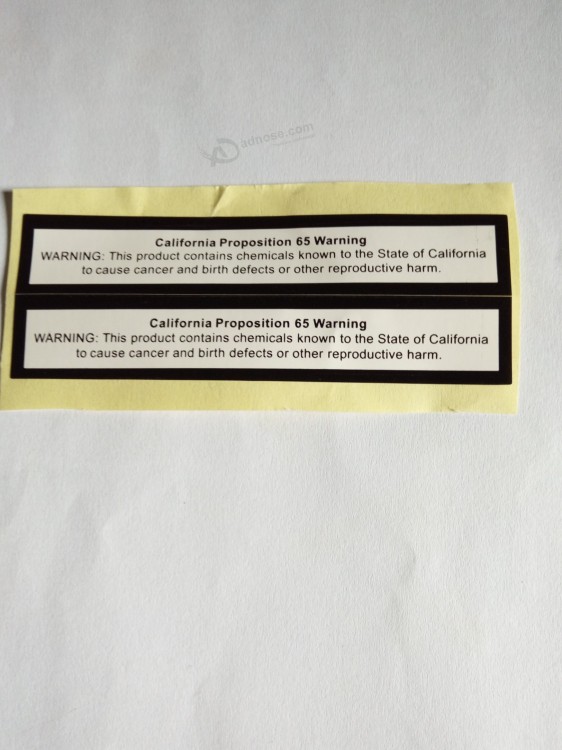 adnose.com
California Proposition 65 Warning
WARNING: This product contains chemicals known to the State of California
to cause cancer and birth defects or other reproductive harm.
California Proposition 65 Warning
WARNING: This product contains chemicals known to the State of California
to cause cancer and birth defects or other reproductive harm.